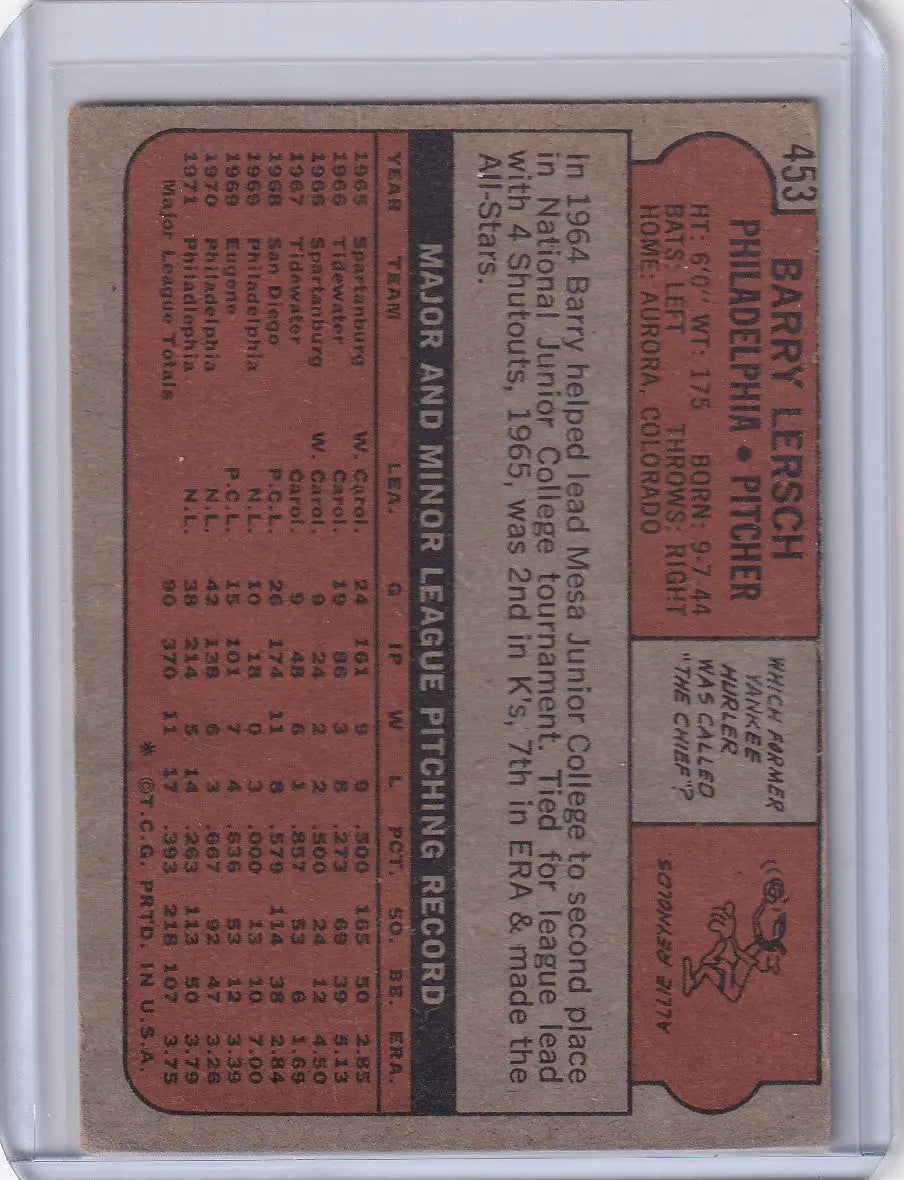 453
BARRY LERSCH
PHILADELPHIA • PITCHER
HT: 6'0" WT: 175 BORN: 9-7-44
BATS: LEFT THROWS: RIGHT
HOME: AURORA, COLORADO
WHICH FORMER
YANKEE
HURLER
WAS CALLED
"THE CHIEF"?
ALLIE REYNOLDS
In 1964 Barry helped lead Mesa Junior College to second place
in National Junior College tournament. Tied for league lead
with 4 Shutouts, 1965, was 2nd in K's, 7th in ERA & made the
All-Stars.
MAJOR AND MINOR LEAGUE PITCHING RECORD
YEAR TEAM LEA. G IP W L PCT. SO. BB. ERA.
1965 Spartanburg W. Carol. 24 161 9 9 .500 165 50 2.85
1966 Tidewater Carol. 19 86 3 8 .273 69 39 5.13
1966 Spartanburg W. Carol. 9 24 2 2 .500 24 12 4.50
1967 Tidewater Carol. 9 48 6 1 .857 53 6 1.69
1968 San Diego P.C.L. 26 174 11 8 .579 114 38 2.84
1969 Philadelphia N.L. 10 18 0 3 .000 13 10 7.00
1969 Eugene P.C.L. 15 101 7 4 .636 53 12 3.39
1970 Philadelphia N.L. 42 138 6 3 .667 92 47 3.26
1971 Philadlephia N.L. 38 214 5 14 .263 113 50 3.79
Major League Totals 90 370 11 17 .393 218 107 3.75
* ©T.C.G. PRT'D. IN U.S.A.